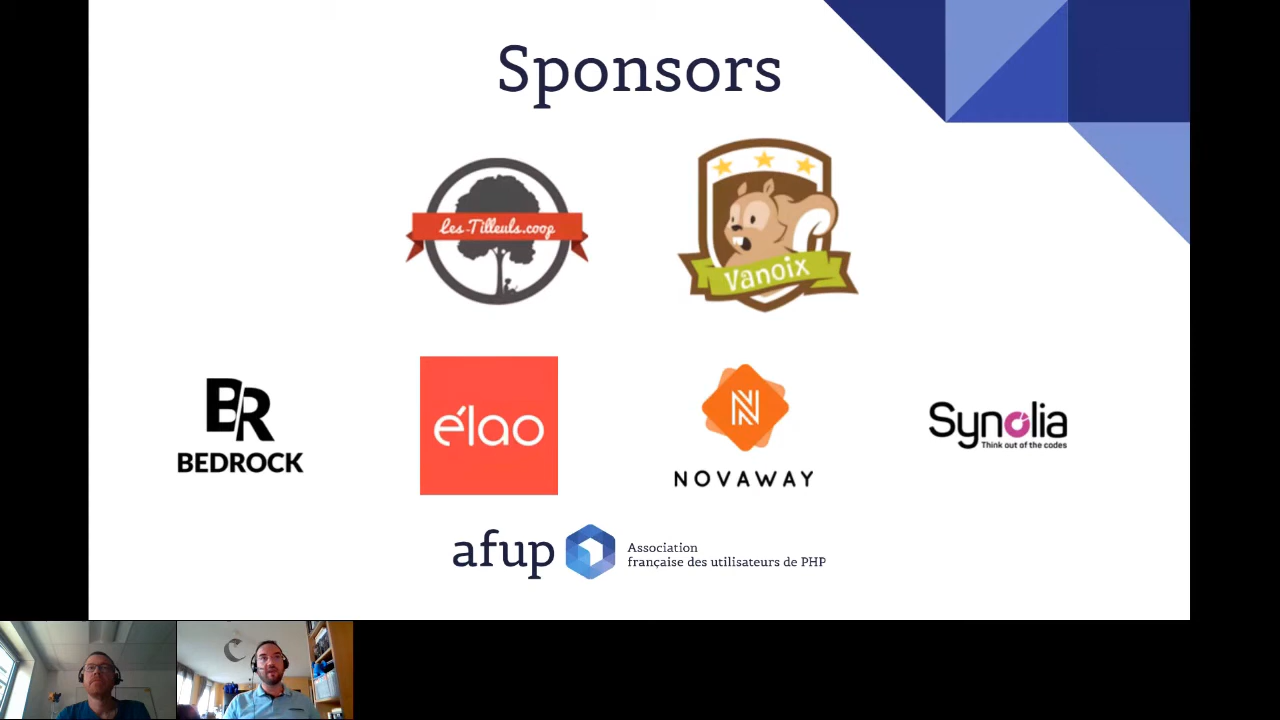 Sponsors
Les-Tilleuls.coop
Vanoix
BR
BEDROCK
élao
N
NOVAWAY
Synolia
Think out of the codes
afup
Association
française des utilisateurs de PHP